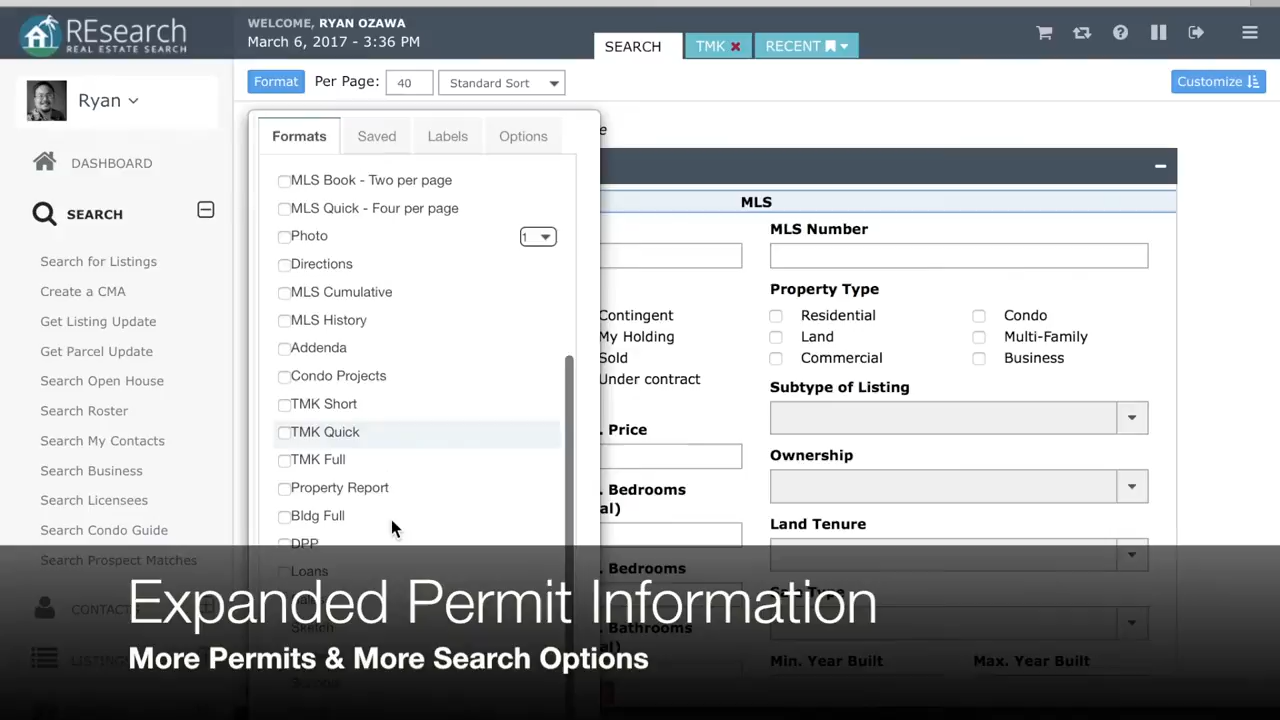 REsearch
REAL ESTATE SEARCH
WELCOME, RYAN OZAWA
March 6, 2017 - 3:36 PM
SEARCH
TMK
RECENT
Ryan
DASHBOARD
SEARCH
Search for Listings
Create a CMA
Get Listing Update
Get Parcel Update
Search Open House
Search Roster
Search My Contacts
Search Business
Search Licensees
Search Condo Guide
Search Prospect Matches
Format
Per Page:
40
Standard Sort
Customize
Formats
Saved
Labels
Options
MLS Book - Two per page
MLS Quick - Four per page
Photo
1
Directions
MLS Cumulative
MLS History
Addenda
Condo Projects
TMK Short
TMK Quick
TMK Full
Property Report
Bldg Full
DPP
Loans
Sketch
e
MLS
MLS Number
Property Type
Contingent
Residential
Condo
My Holding
Land
Multi-Family
Sold
Commercial
Business
Under contract
Subtype of Listing
. Price
Ownership
. Bedrooms
al)
Land Tenure
. Bedrooms
. Bathrooms
al)
Min. Year Built
Max. Year Built
Expanded Permit Information
More Permits & More Search Options